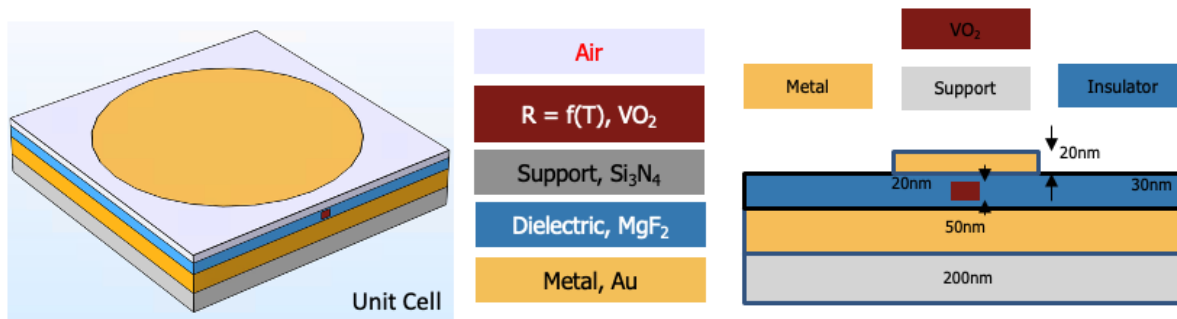 Unit Cell
Air
R = f(T), VO₂
Support, Si₃N₄
Dielectric, MgF₂
Metal, Au
VO₂
Metal
Support
Insulator
20nm
20nm
30nm
50nm
200nm